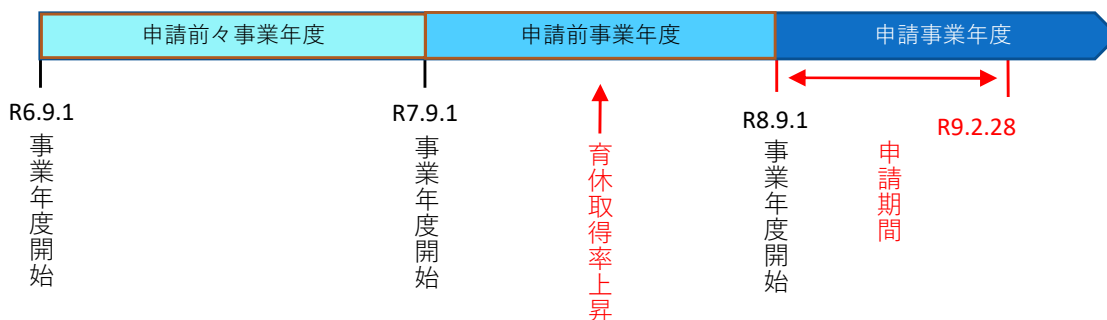 申請前々事業年度
申請前事業年度
申請事業年度
R6.9.1
R7.9.1
R8.9.1
R9.2.28
事業年度開始
事業年度開始
育休取得率上昇
事業年度開始
申請期間